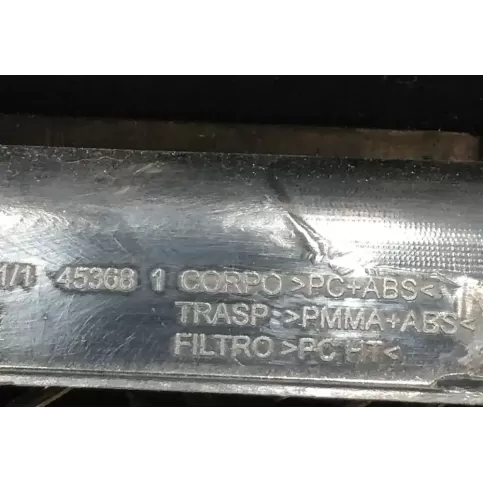 1/1 45368 1 CORPO >PC+ABS<
TRASP. >PMMA+ABS<
FILTRO >PC HT<